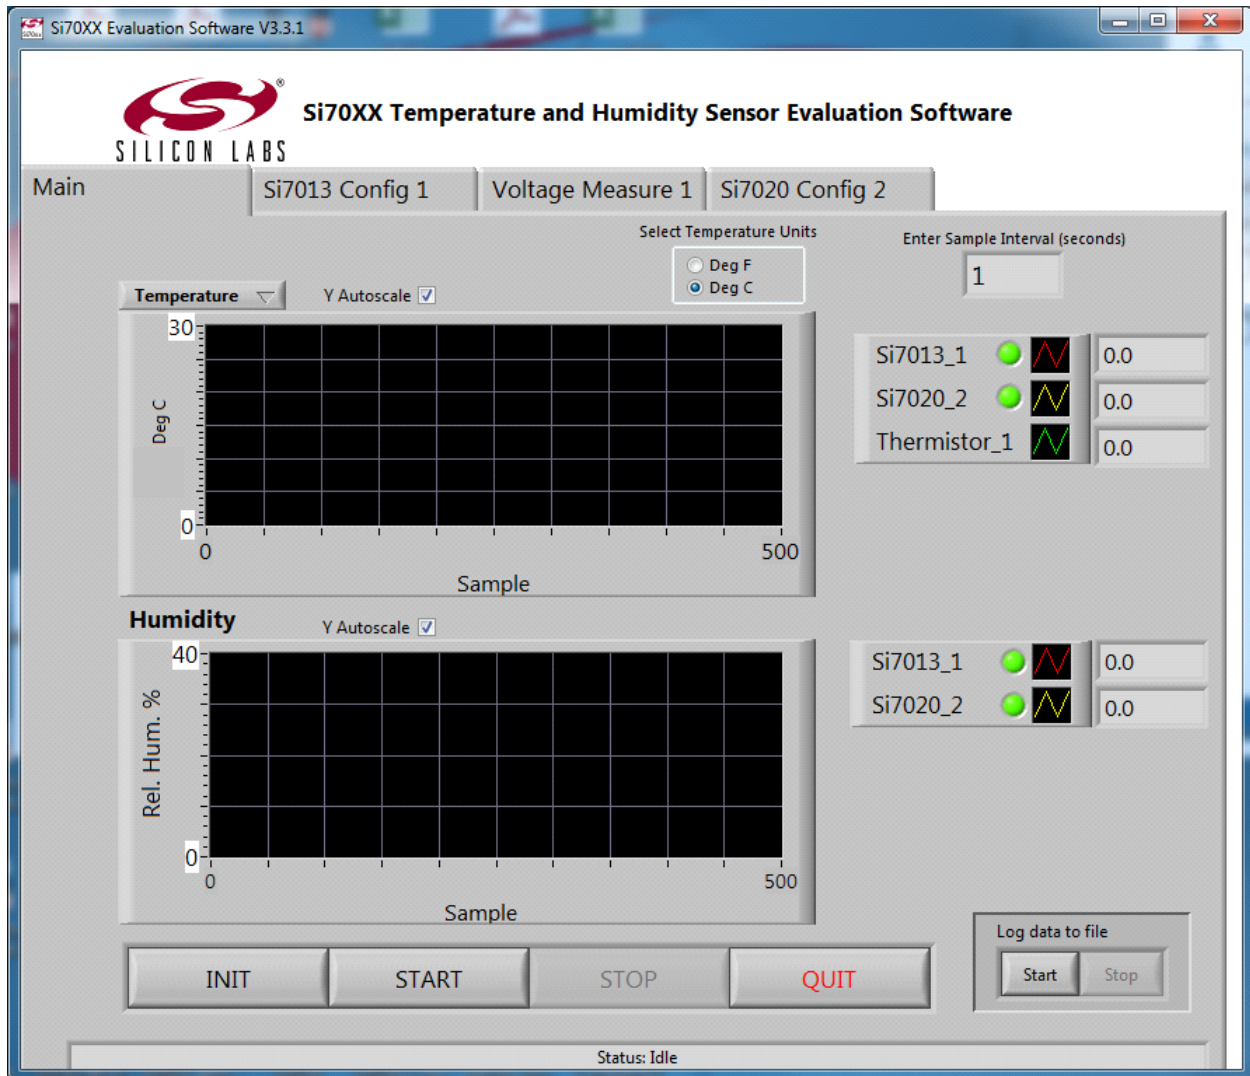 Si70XX Evaluation Software V3.3.1
SILICON LABS®
Si70XX Temperature and Humidity Sensor Evaluation Software
Main
Si7013 Config 1
Voltage Measure 1
Si7020 Config 2
Select Temperature Units
Deg F
Deg C
Enter Sample Interval (seconds)
1
Temperature
Y Autoscale
30
Deg C
0
0
500
Sample
Si7013_1
0.0
Si7020_2
0.0
Thermistor_1
0.0
Humidity
Y Autoscale
40
Rel. Hum. %
0
0
500
Sample
Si7013_1
0.0
Si7020_2
0.0
INIT
START
STOP
QUIT
Log data to file
Start
Stop
Status: Idle